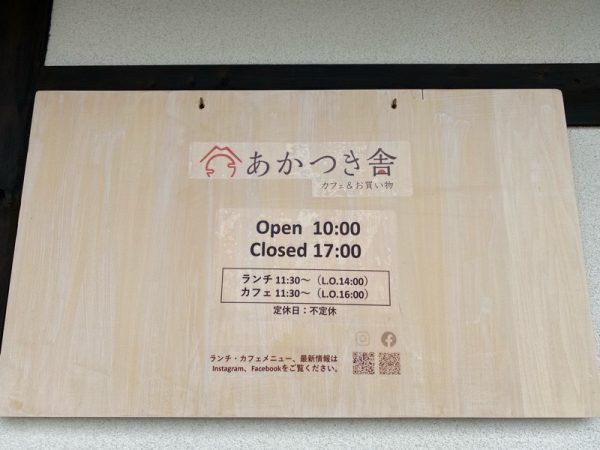 あかつき舎
カフェ&お買い物
Open 10:00
Closed 17:00
ランチ 11:30～（L.O.14:00）
カフェ 11:30～（L.O.16:00）
定休日：不定休
ランチ・カフェメニュー、最新情報は
Instagram、Facebookをご覧ください。